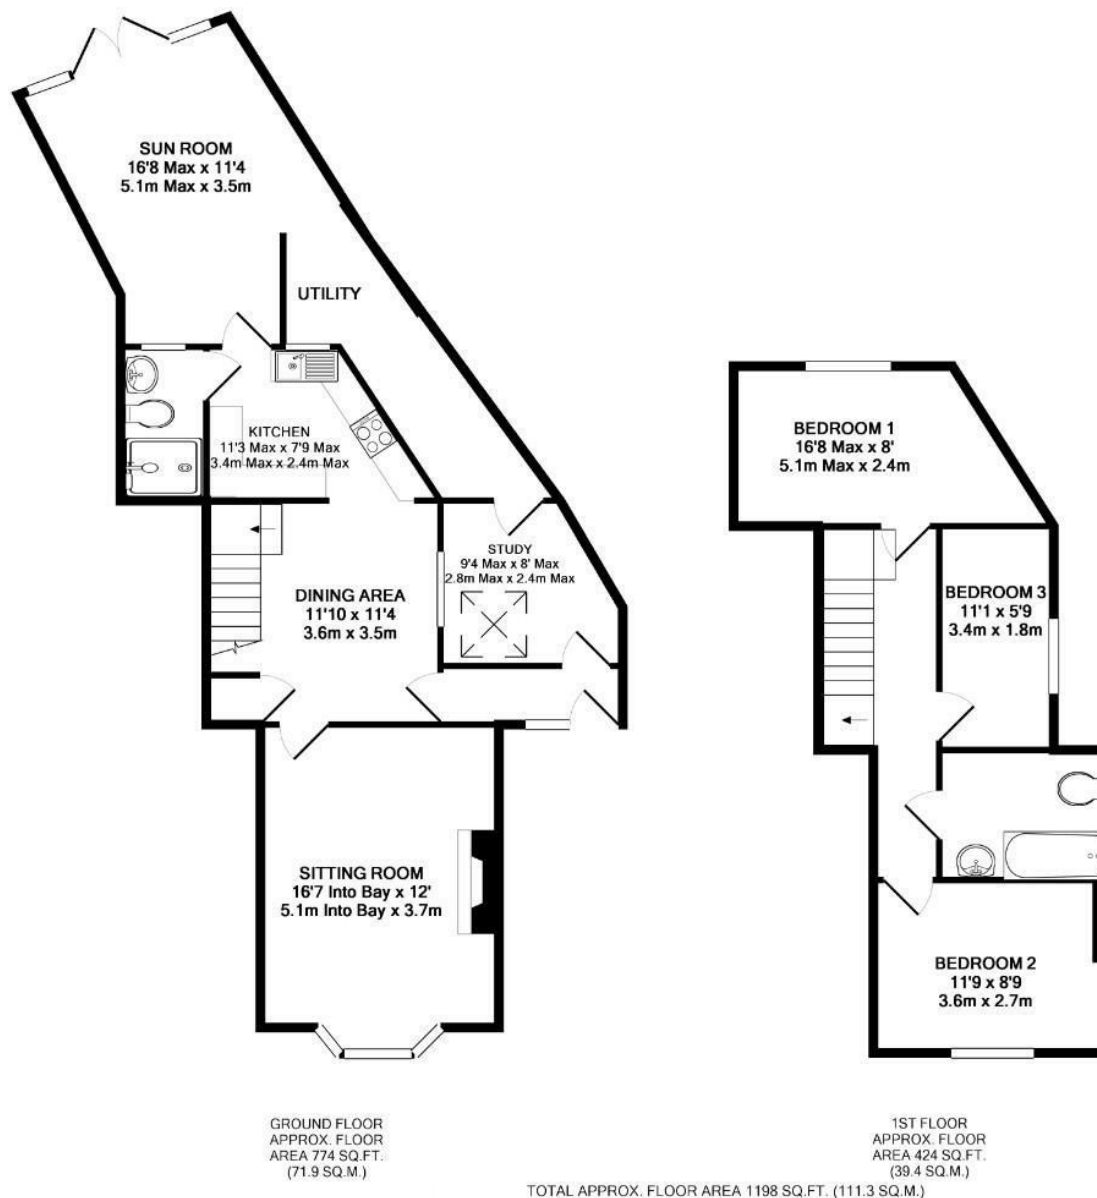 SUN ROOM
16'8 Max x 11'4
5.1m Max x 3.5m
UTILITY
KITCHEN
11'3 Max x 7'9 Max
3.4m Max x 2.4m Max
STUDY
9'4 Max x 8' Max
2.8m Max x 2.4m Max
DINING AREA
11'10 x 11'4
3.6m x 3.5m
SITTING ROOM
16'7 Into Bay x 12'
5.1m Into Bay x 3.7m
BEDROOM 1
16'8 Max x 8'
5.1m Max x 2.4m
BEDROOM 3
11'1 x 5'9
3.4m x 1.8m
BEDROOM 2
11'9 x 8'9
3.6m x 2.7m
GROUND FLOOR
APPROX. FLOOR
AREA 774 SQ.FT.
(71.9 SQ.M.)
1ST FLOOR
APPROX. FLOOR
AREA 424 SQ.FT.
(39.4 SQ.M.)
TOTAL APPROX. FLOOR AREA 1198 SQ.FT. (111.3 SQ.M.)